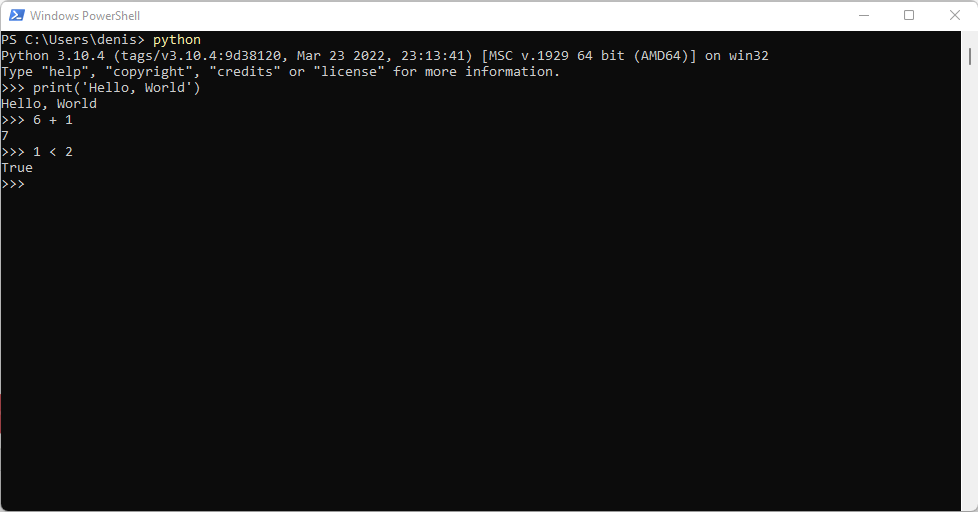 Windows PowerShell
PS C:\Users\denis> python
Python 3.10.4 (tags/v3.10.4:9d38120, Mar 23 2022, 23:13:41) [MSC v.1929 64 bit (AMD64)] on win32
Type "help", "copyright", "credits" or "license" for more information.
>>> print('Hello, World')
Hello, World
>>> 6 + 1
7
>>> 1 < 2
True
>>>